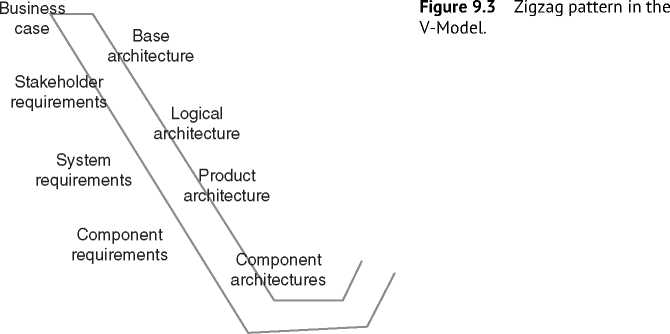 Business
case
Base
architecture
Stakeholder
requirements
Logical
architecture
System
requirements
Product
architecture
Component
requirements
Component
architectures
Figure 9.3 Zigzag pattern in the
V-Model.